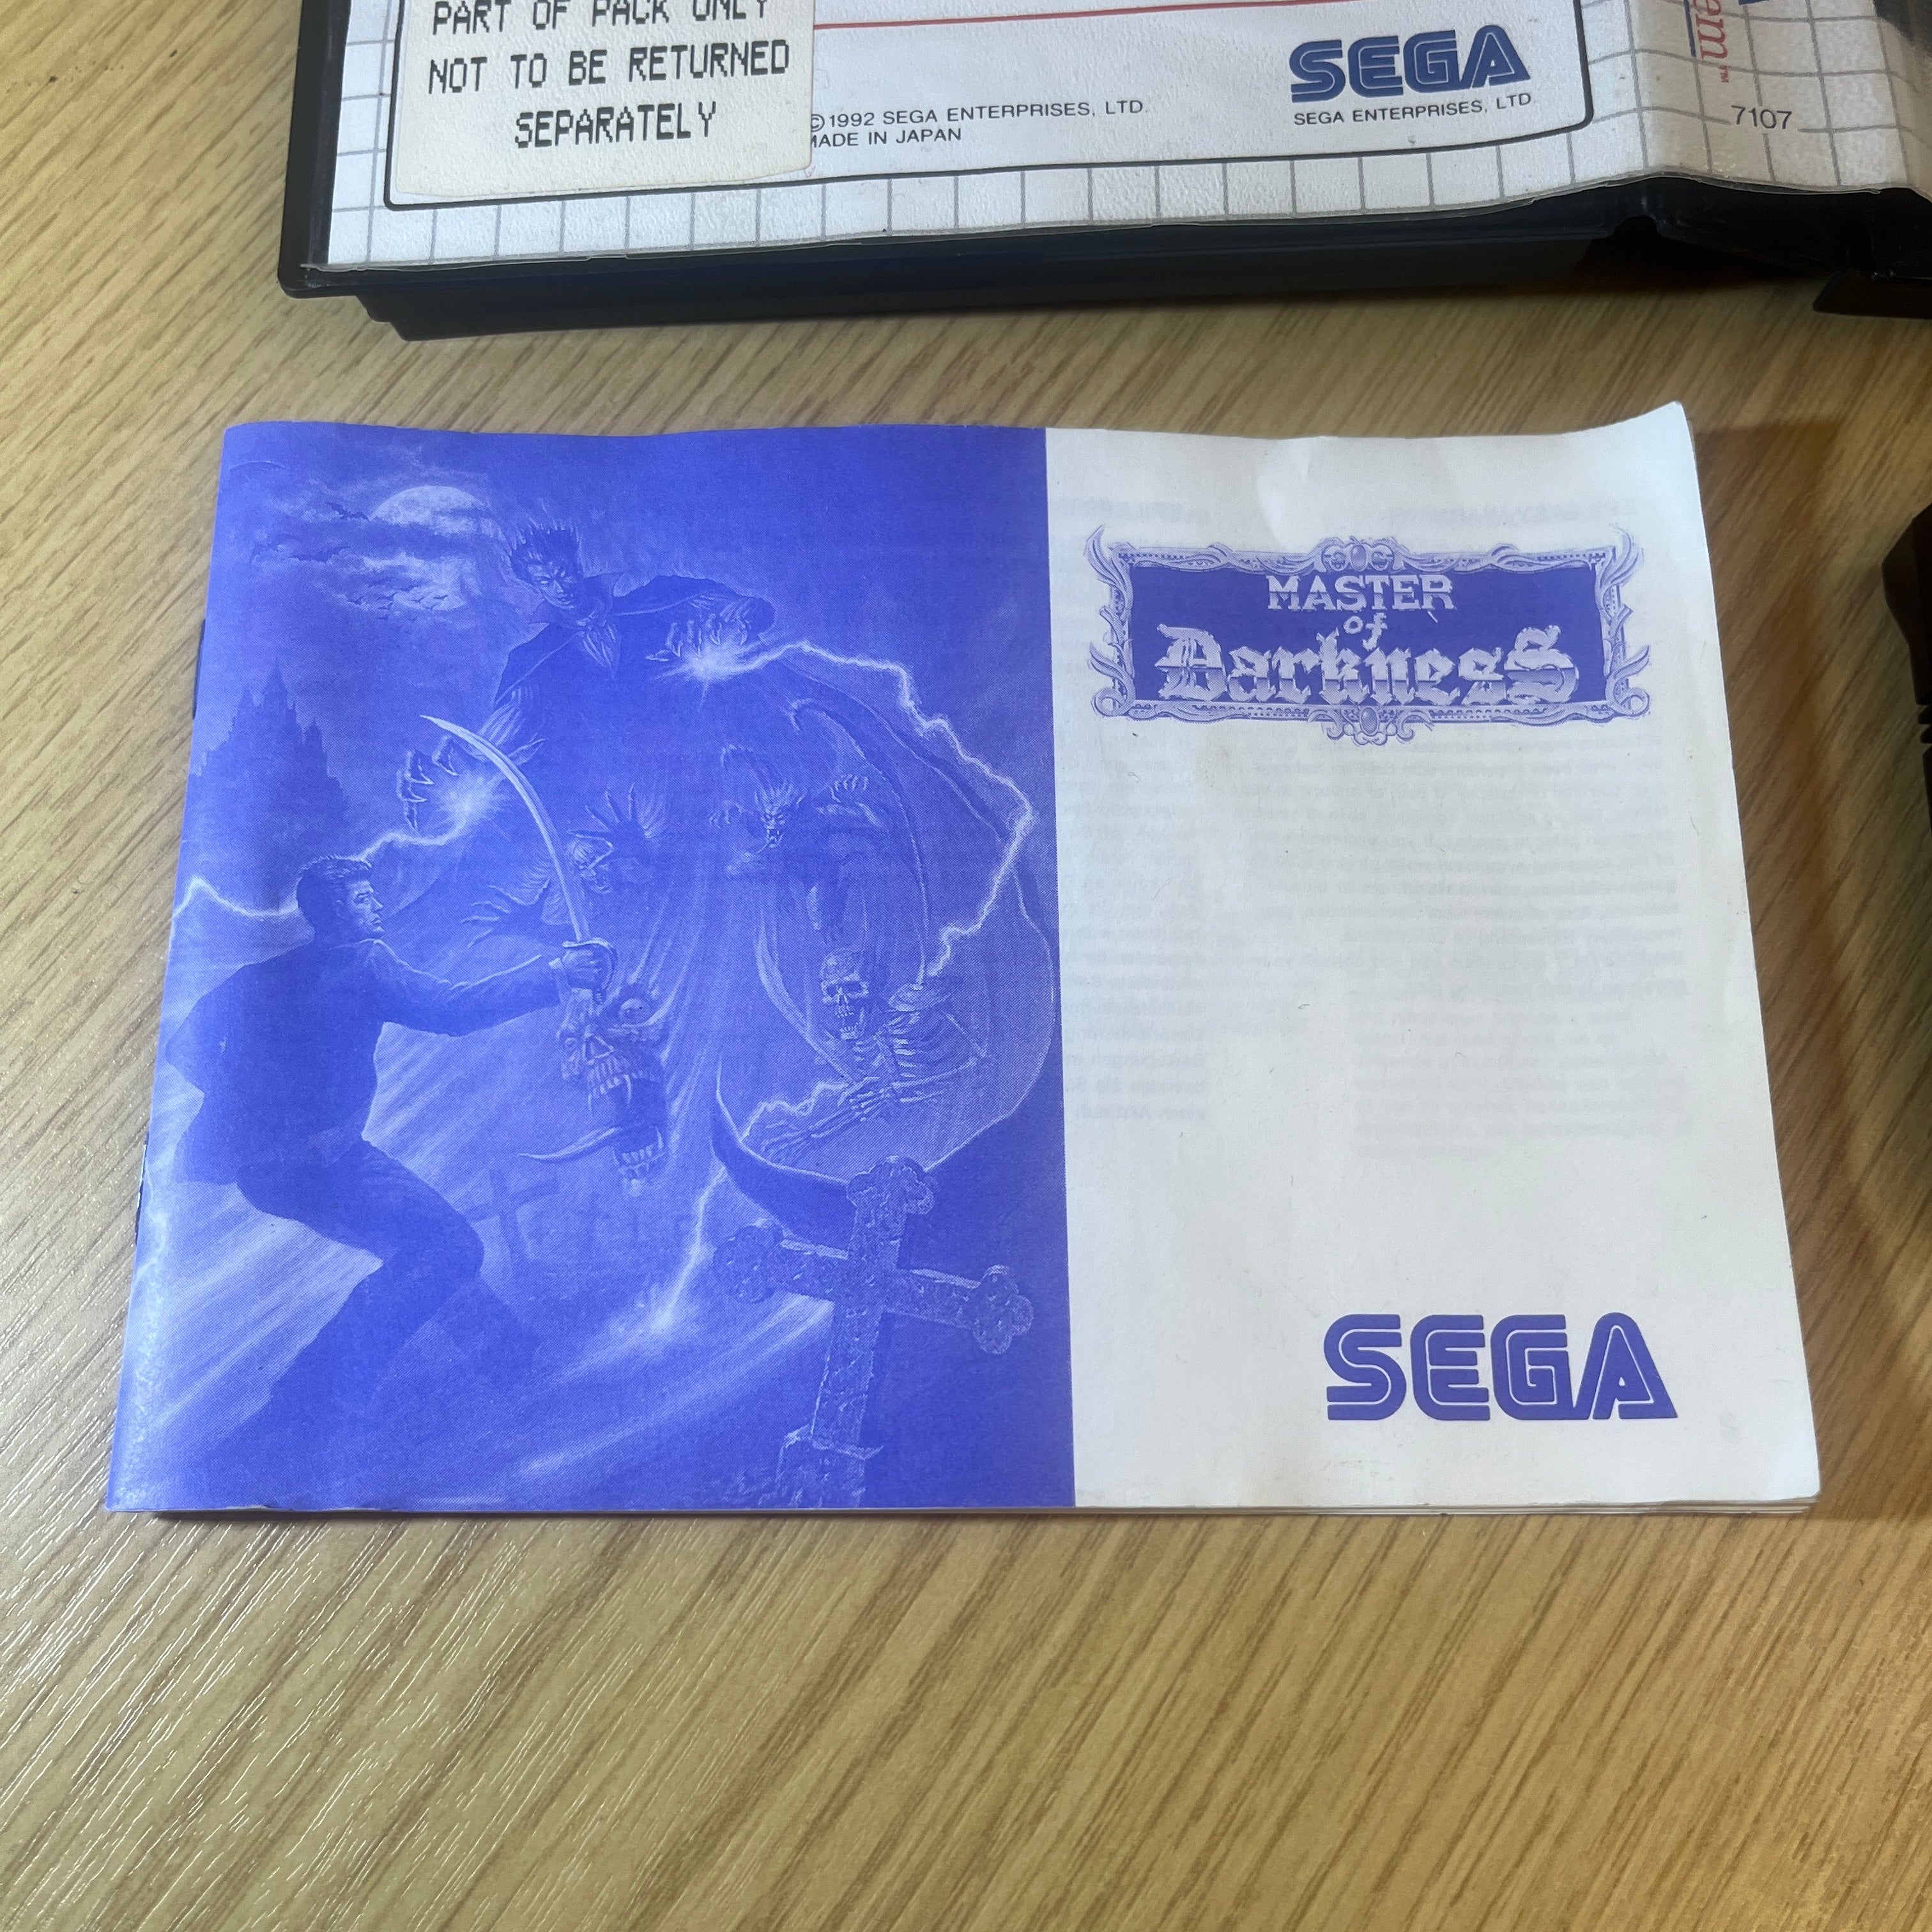 PART OF PACK ONLY
NOT TO BE RETURNED
SEPARATELY
©1992 SEGA ENTERPRISES, LTD.
MADE IN JAPAN
SEGA
SEGA ENTERPRISES, LTD.
em™
7107
MASTER
of
Darkness
SEGA